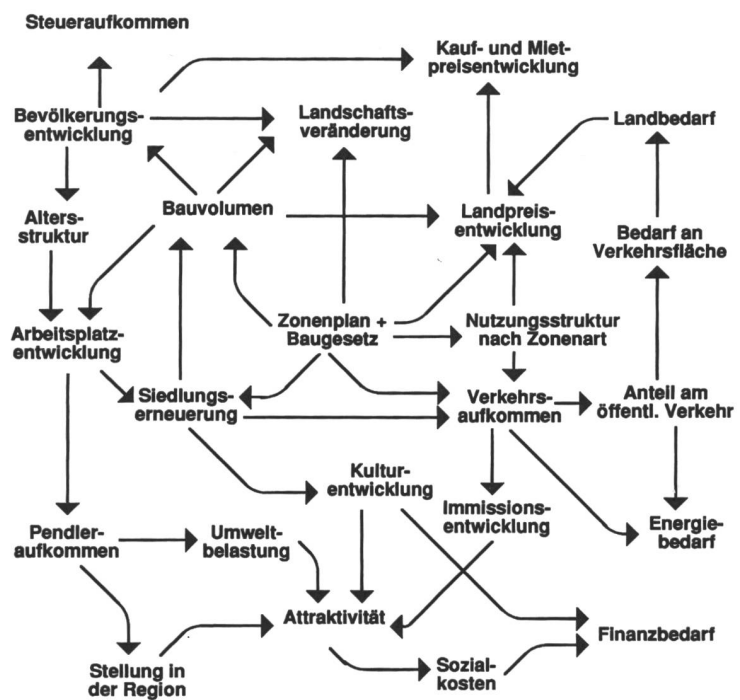 Steueraufkommen
Kauf- und Miet-
preisentwicklung
Bevölkerungs-
entwicklung
Landschafts-
veränderung
Landbedarf
Alters-
struktur
Bauvolumen
Landpreis-
entwicklung
Bedarf an
Verkehrsfläche
Arbeitsplatz-
entwicklung
Zonenplan +
Baugesetz
Nutzungsstruktur
nach Zonenart
Siedlungs-
erneuerung
Verkehrs-
aufkommen
Anteil am
öffentl. Verkehr
Kultur-
entwicklung
Immissions-
entwicklung
Pendler-
aufkommen
Umwelt-
belastung
Energie-
bedarf
Attraktivität
Finanzbedarf
Stellung in
der Region
Sozial-
kosten